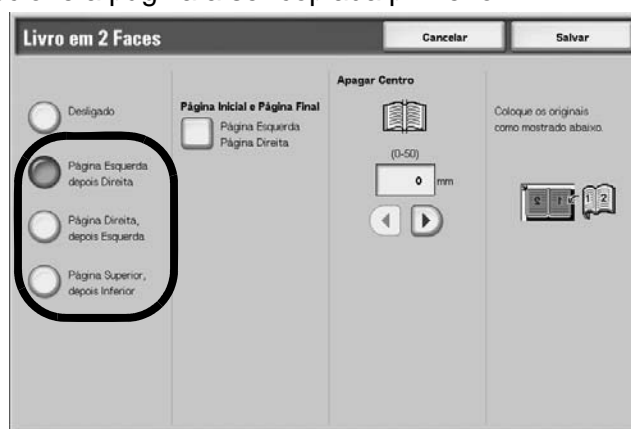 Livro em 2 Faces
Cancelar
Salvar
Desligado
Página Esquerda
depois Direita
Página Direita,
depois Esquerda
Página Superior,
depois Inferior
Página Inicial e Página Final
Página Esquerda
Página Direita
Apagar Centro
(0-50)
0 mm
Coloque os originais
como mostrado abaixo.
1 2